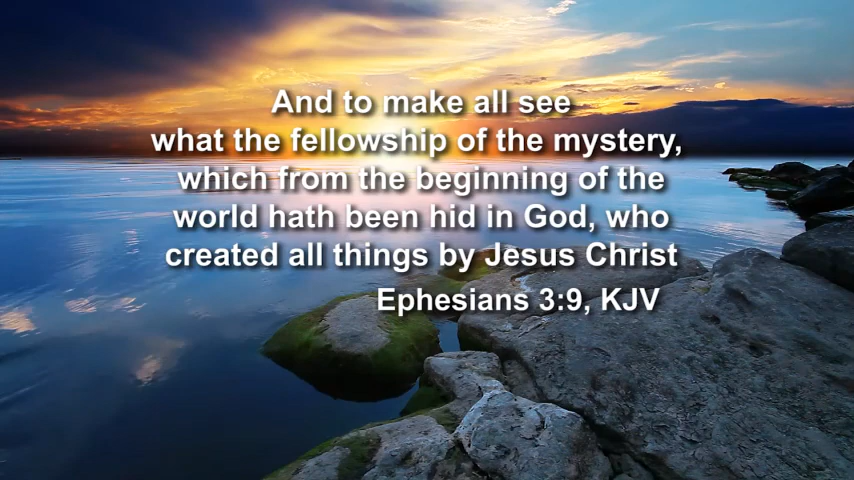 And to make all see
what the fellowship of the mystery,
which from the beginning of the
world hath been hid in God, who
created all things by Jesus Christ
Ephesians 3:9, KJV